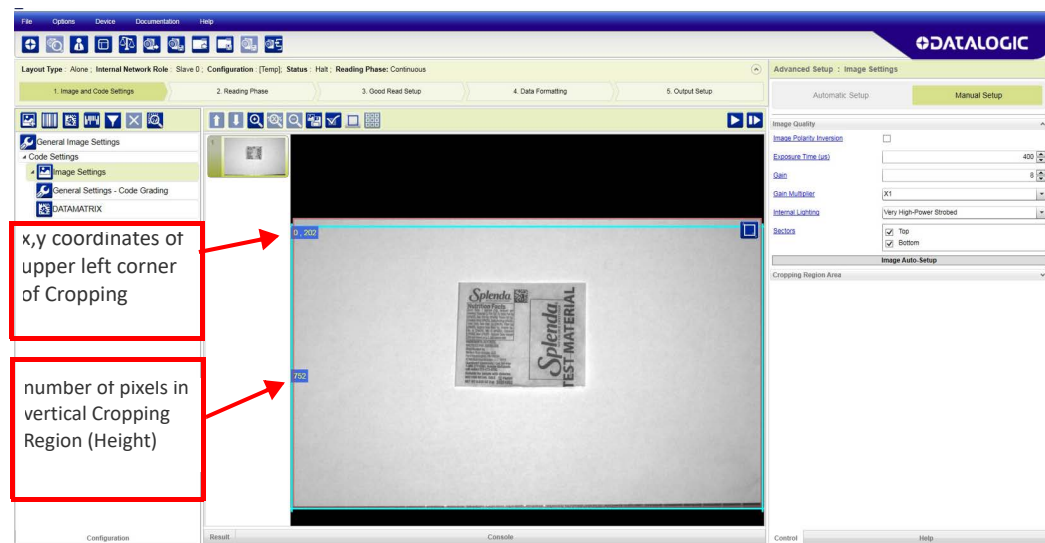 File Options Device Documentation Help
DATALOGIC
Layout Type : Alone ; Internal Network Role : Slave 0 ; Configuration : [Temp]; Status : Halt ; Reading Phase: Continuous
Advanced Setup : Image Settings
1. Image and Code Settings
2. Reading Phase
3. Good Read Setup
4. Data Formatting
5. Output Setup
Automatic Setup
Manual Setup
General Image Settings
Code Settings
Image Settings
General Settings - Code Grading
DATAMATRIX
x,y coordinates of
upper left corner
of Cropping
number of pixels in
vertical Cropping
Region (Height)
1
0 , 202
752
Splenda
Nutrition Facts
Splenda
TEST MATERIAL
Image Quality
Image Polarity Inversion
Exposure Time (us) 400
Gain 8
Gain Multiplier X1
Internal Lighting Very High-Power Strobed
Sectors Top
Bottom
Image Auto-Setup
Cropping Region Area
Configuration
Result
Console
Control
Help